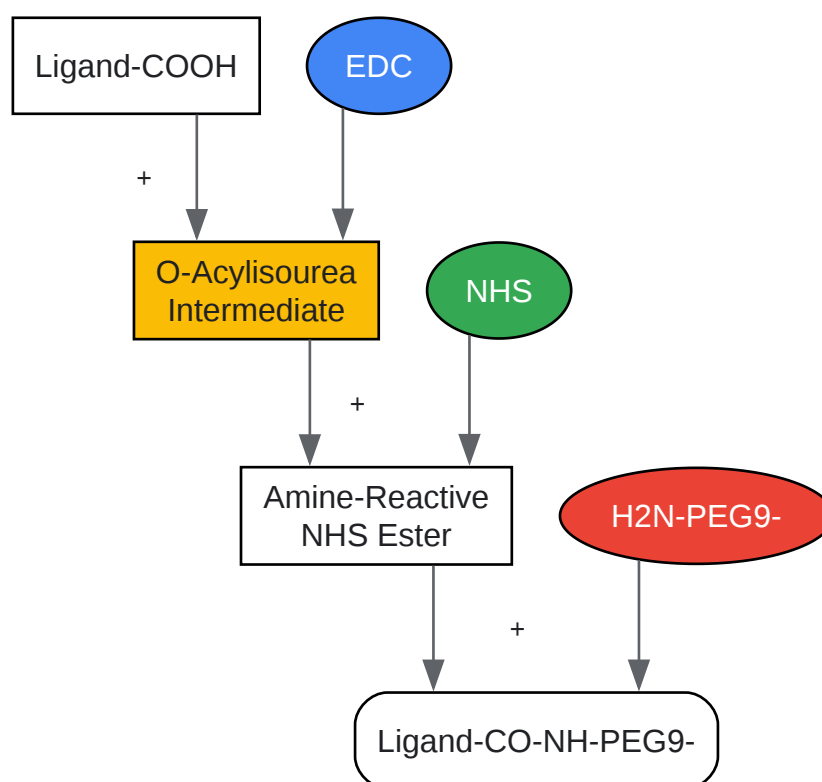 Ligand-COOH
EDC
+
O-Acylisourea
Intermediate
NHS
+
Amine-Reactive
NHS Ester
H2N-PEG9-
+
Ligand-CO-NH-PEG9-